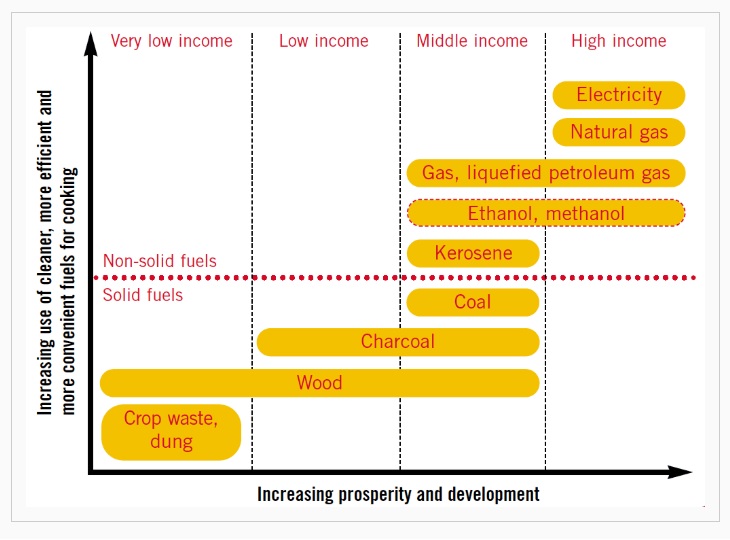 Very low income
Low income
Middle income
High income
Increasing use of cleaner, more efficient and
more convenient fuels for cooking
Electricity
Natural gas
Gas, liquefied petroleum gas
Ethanol, methanol
Kerosene
Non-solid fuels
Solid fuels
Coal
Charcoal
Wood
Crop waste,
dung
Increasing prosperity and development